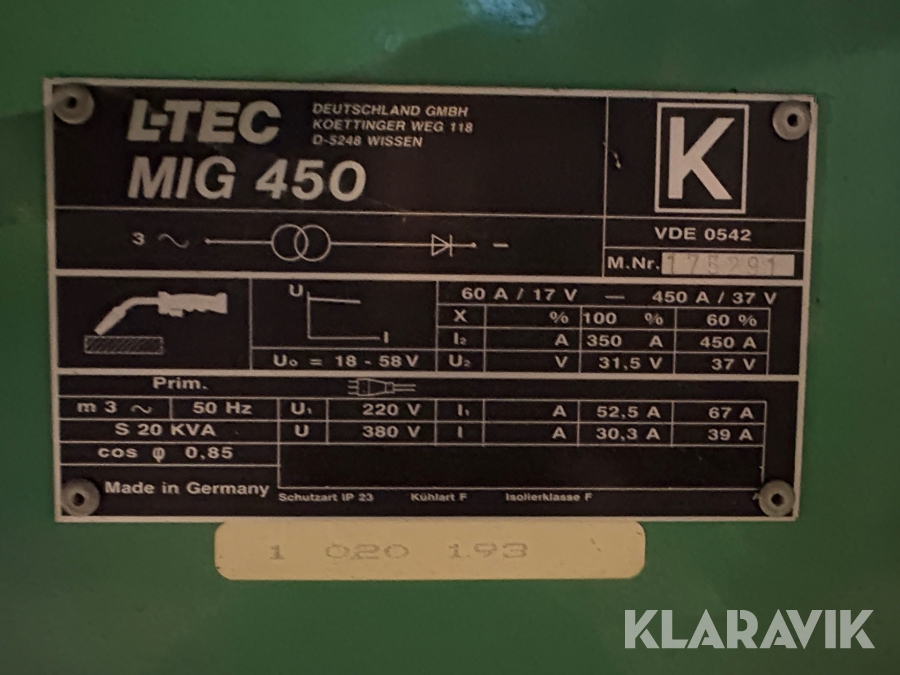 L-TEC
DEUTSCHLAND GMBH
KOETTINGER WEG 118
D-5248 WISSEN
MIG 450
K
3 ~ –
VDE 0542
M.Nr. 175291
U
I
U₀ = 18 - 58 V
60 A / 17 V — 450 A / 37 V
X % 100 % 60 %
I₂ A 350 A 450 A
U₂ V 31,5 V 37 V
Prim.
m 3 ~ 50 Hz U₁ 220 V I₁ A 52,5 A 67 A
S 20 KVA U 380 V I A 30,3 A 39 A
cos φ 0,85
Made in Germany Schutzart IP 23 Kühlart F Isolierklasse F
1 020 193
KLARAVIK